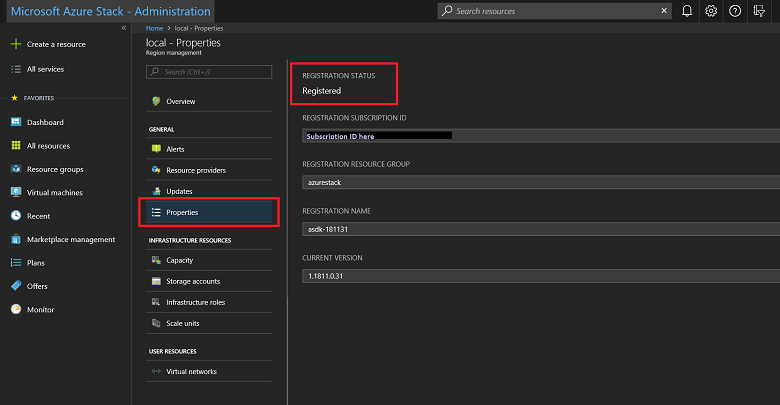 Microsoft Azure Stack - Administration
Search resources
Home > local - Properties
Create a resource
All services
FAVORITES
Dashboard
All resources
Resource groups
Virtual machines
Recent
Marketplace management
Plans
Offers
Monitor
local - Properties
Region management
Search (Ctrl+/)
Overview
GENERAL
Alerts
Resource providers
Updates
Properties
INFRASTRUCTURE RESOURCES
Capacity
Storage accounts
Infrastructure roles
Scale units
USER RESOURCES
Virtual networks
REGISTRATION STATUS
Registered
REGISTRATION SUBSCRIPTION ID
Subscription ID here
REGISTRATION RESOURCE GROUP
azurestack
REGISTRATION NAME
asdk-181131
CURRENT VERSION
1.1811.0.31